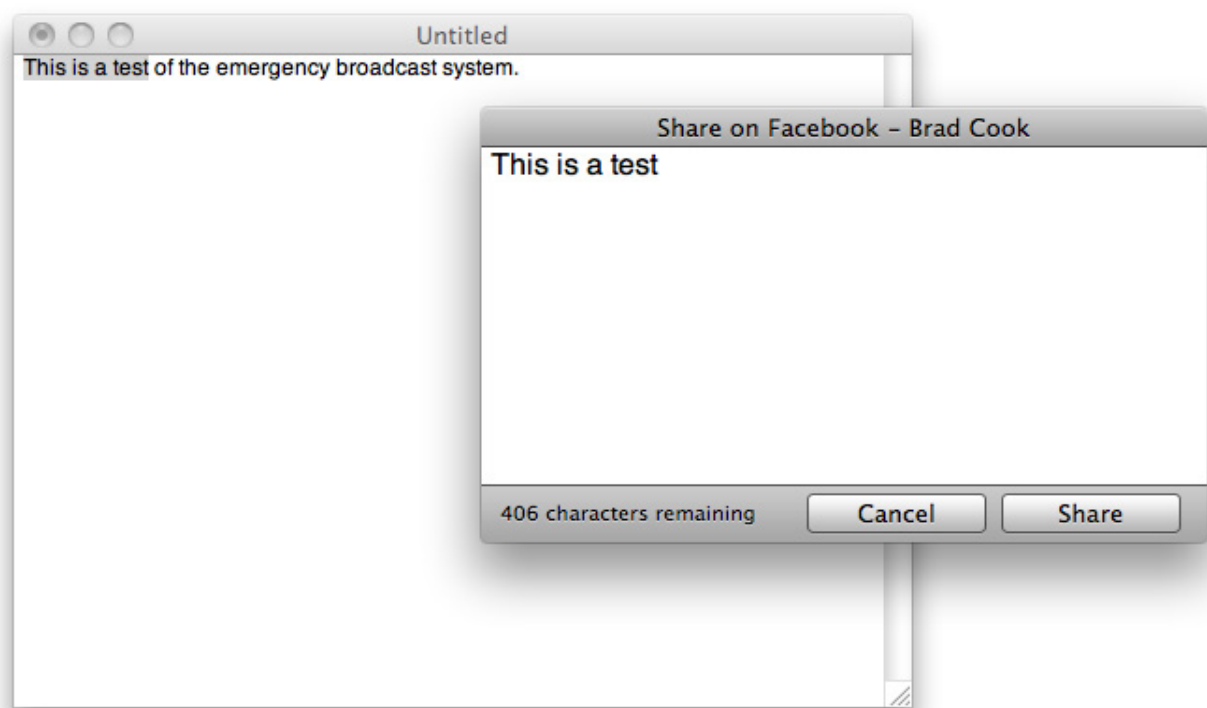 Untitled
This is a test of the emergency broadcast system.
Share on Facebook – Brad Cook
This is a test
406 characters remaining
Cancel
Share